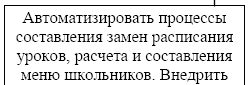 Автоматизировать процессы
составления замен расписания
уроков, расчета и составления
меню школьников. Внедрить